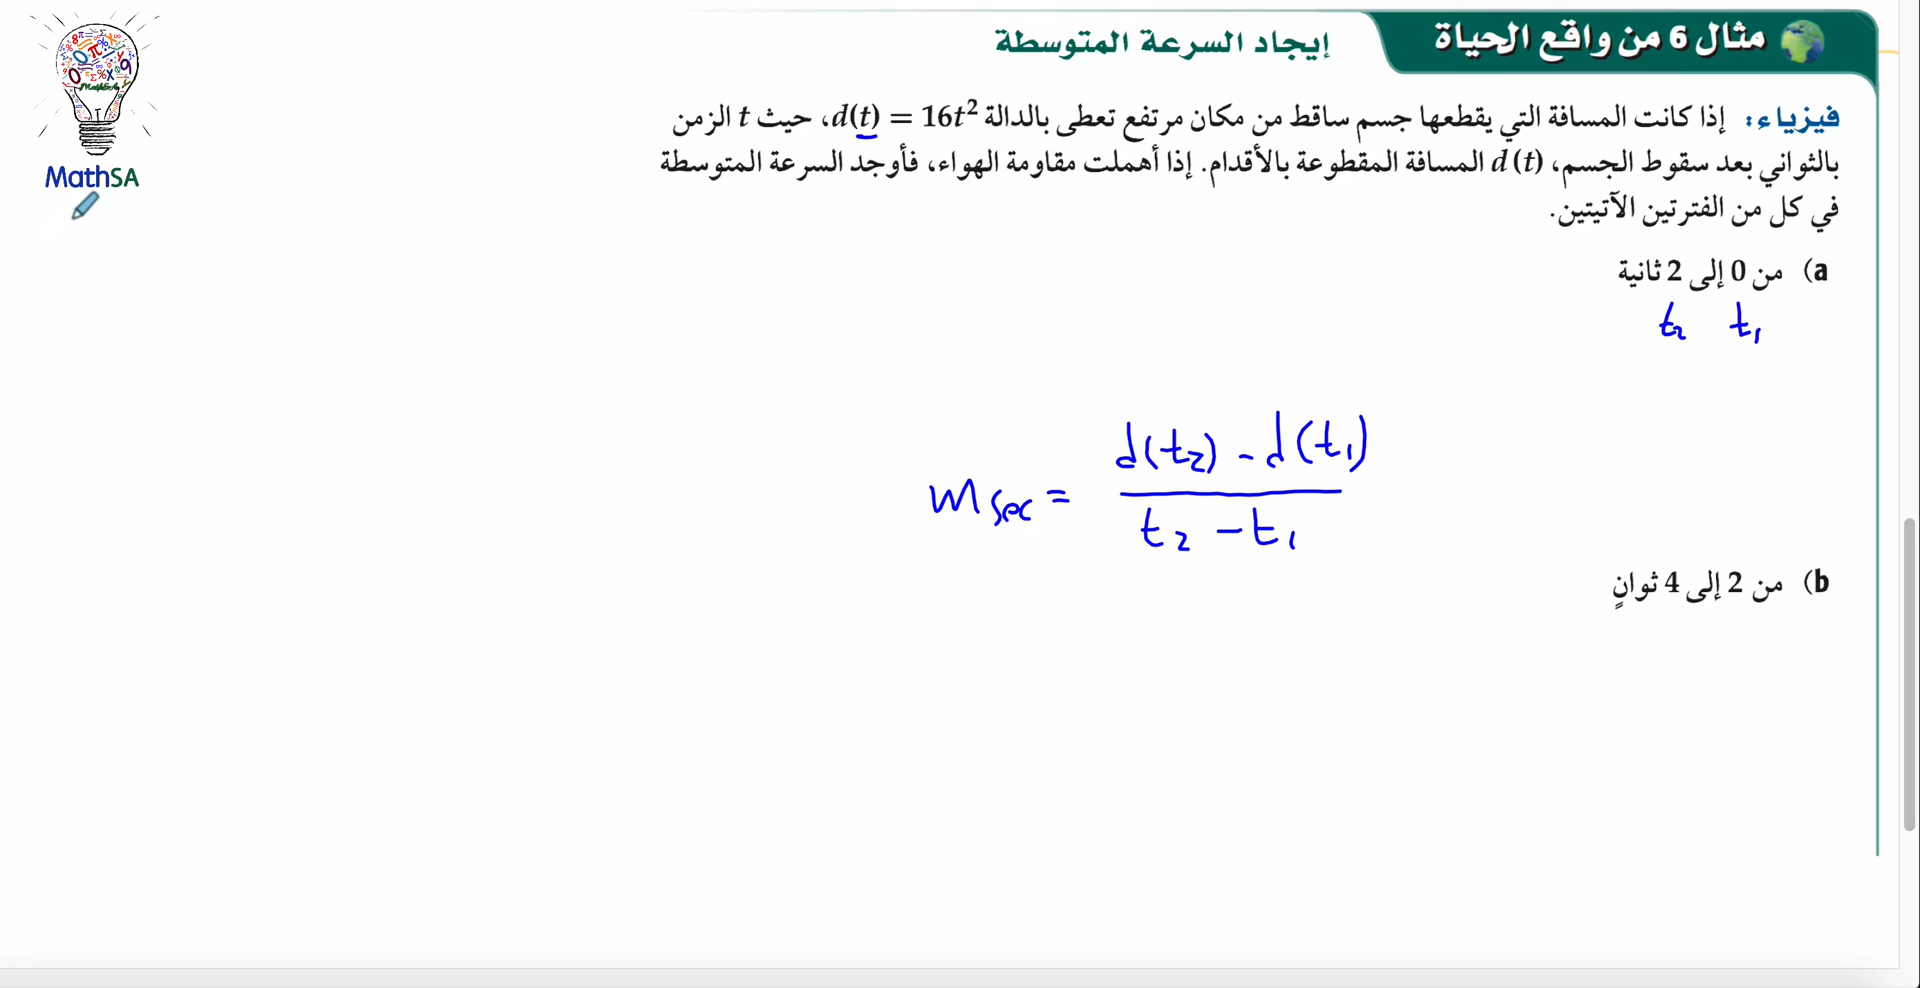 مثال 6 من واقع الحياة
إيجاد السرعة المتوسطة
فيزياء: إذا كانت المسافة التي يقطعها جسم ساقط من مكان مرتفع تعطى بالدالة d(t) = 16t²، حيث t الزمن
بالثواني بعد سقوط الجسم، d(t) المسافة المقطوعة بالأقدام. إذا أهملت مقاومة الهواء، فأوجد السرعة المتوسطة
في كل من الفترتين الآتيتين.
a) من 0 إلى 2 ثانية
t₂ t₁
d(t₂) - d(t₁)
m sec = 
t₂ - t₁
b) من 2 إلى 4 ثوانٍ
MathSA